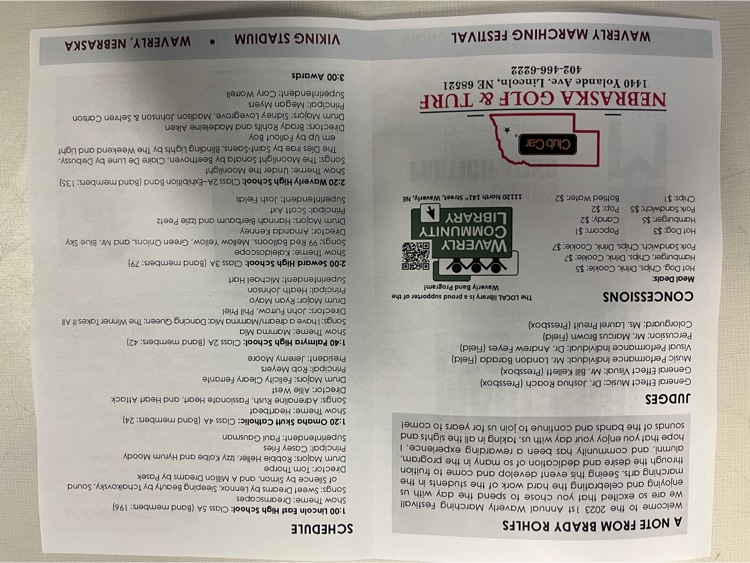 A NOTE FROM BRADY ROHLFS
Welcome to the 2023 1st Annual Waverly Marching Festival!
We are so excited that you chose to spend the day with us
enjoying and celebrating the hard work of the students in the
marching arts. Seeing this event develop and come to fruition
through the desire and dedication of so many in the program,
alumni, and community has been a rewarding experience. I
hope that you enjoy your day with us, taking in all the sights and
sounds of the bands and continue to join us for years to come!
JUDGES
General Effect Music: Dr. Joshua Roach (Pressbox)
General Effect Visual: Mr. Bill Kellett (Pressbox)
Music Performance Individual: Mr. Landon Barado (Field)
Visual Performance Individual: Dr. Andrew Feyes (Field)
Percussion: Mr. Marcus Brown (Field)
Colorguard: Ms. Laurel Preuit (Pressbox)
CONCESSIONS
Meal Deals:
Hot Dog, Chips, Drink, Cookie: $5
Hamburger, Chips, Drink, Cookie: $7
Pork Sandwich, Chips, Drink, Cookie: $7
Hot Dog: $3 Popcorn: $1
Hamburger: $5 Candy: $2
Pork Sandwich: $5 Pop: $2
Chips: $1 Bottled Water: $2
The LOCAL library is a proud supporter of the
Waverly Band Program!
WAVERLY
COMMUNITY
LIBRARY
11120 North 141st Street, Waverly, NE
Club Car
NEBRASKA GOLF & TURF
1440 Yolande Ave. Lincoln, NE 68521
402-466-6222
WAVERLY MARCHING FESTIVAL
SCHEDULE
1:00 Lincoln East High School: Class 5A (Band members: 196)
Show Theme: Dreamscapes
Songs: Sweet Dreams by Lennox, Sleeping Beauty by Tchaikovsky, Sound
of Silence by Simon, and A Million Dreams by Pasek
Director: Tom Thorpe
Drum Majors: Robbie Heller, Izzy Kolbe and Hyrum Moody
Principal: Casey Fries
Superintendent: Paul Gausman
1:20 Omaha Skutt Catholic: Class 4A (Band members: 24)
Show Theme: Heartbeat
Songs: Adrenaline Rush, Passionate Heart, and Heart Attack
Director: Allie West
Drum Majors: Felicity Cleary Ferrante
Principal: Rob Meyers
President: Jeremy Moore
1:40 Palmyra High School: Class 2A (Band members: 42)
Show Theme: Mamma Mia
Songs: I have a dream/Mamma Mia; Dancing Queen; The Winner Takes it All
Directors: John Jurrow, Phil Priel
Drum Major: Ryan Mayo
Principal: Heath Johnson
Superintendent: Michael Hart
2:00 Seward High School: Class 3A (Band members: 79)
Show Theme: Kaleidoscope
Songs: 99 Red Balloons, Mellow Yellow, Green Onions, and Mr. Blue Sky
Director: Amanda Kenney
Drum Majors: Hannah Bierbaum and Izzie Peetz
Principal: Scott Axt
Superintendent: Josh Fields
2:20 Waverly High School: Class 2A-Exhibition Band (Band members: 135)
Show Theme: Under the Moonlight
Songs: The Moonlight Sonata by Beethoven, Claire De Lune by Debussy,
The Dies Irae by Saint-Saens, Blinding Lights by The Weekend and Light
em Up by Fallout Boy
Directors: Brady Rohlfs and Madeleine Aiken
Drum Majors: Sidney Lovegrove, Madison Johnson & Sefren Carlson
Principal: Megan Myers
Superintendent: Cory Worrell
3:00 Awards
VIKING STADIUM • WAVERLY, NEBRASKA